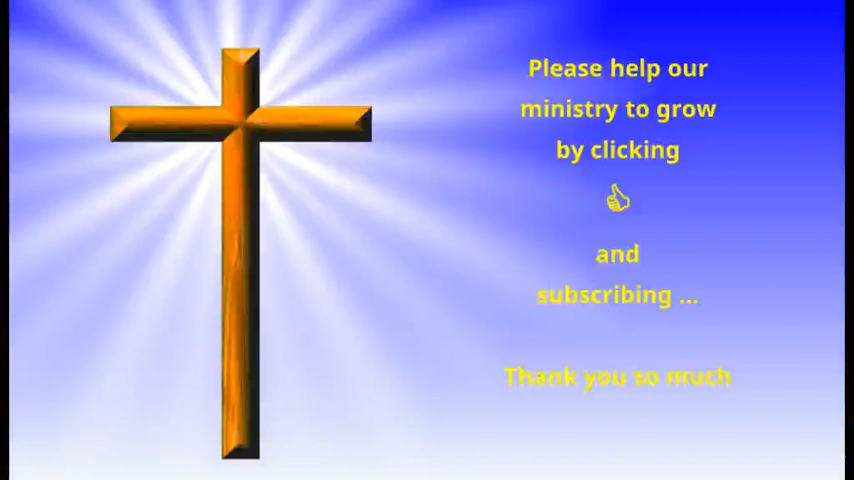 Please help our
ministry to grow
by clicking
👍
and
subscribing ...
Thank you so much